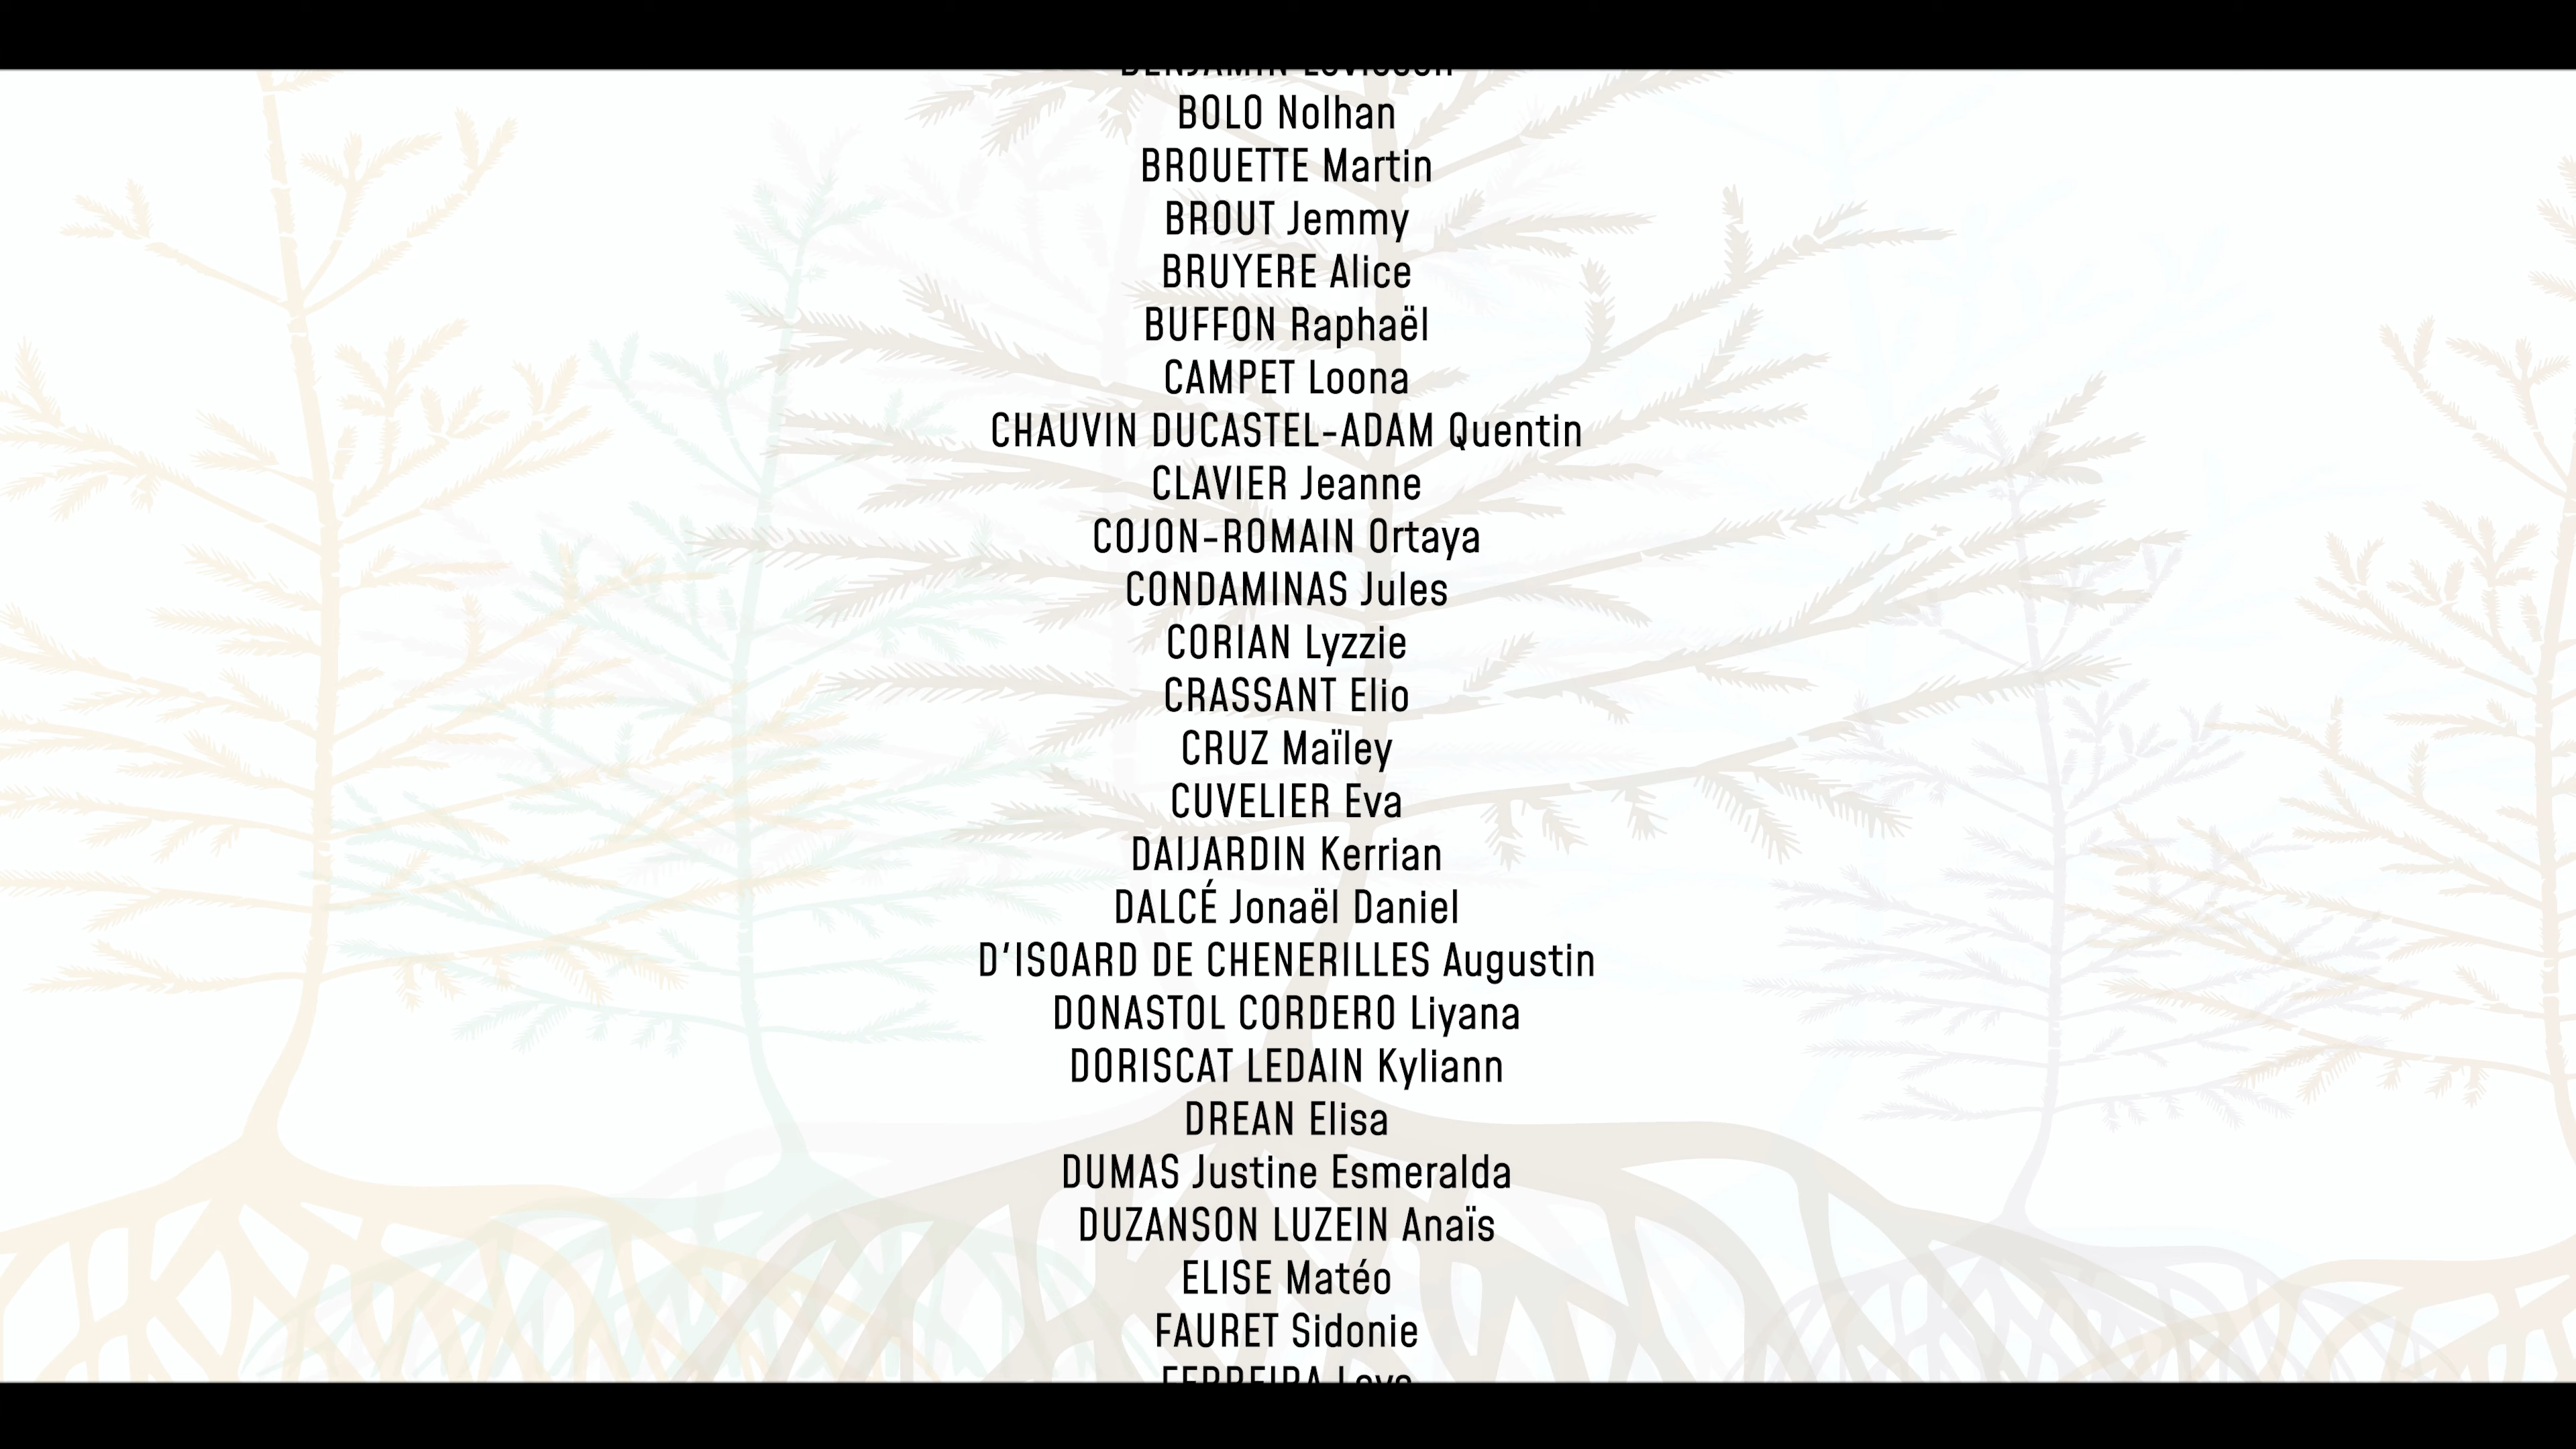 BENJAMIN
BOLO Nolhan
BROUETTE Martin
BROUT Jemmy
BRUYERE Alice
BUFFON Raphaël
CAMPET Loona
CHAUVIN DUCASTEL-ADAM Quentin
CLAVIER Jeanne
COJON-ROMAIN Ortaya
CONDAMINAS Jules
CORIAN Lyzzie
CRASSANT Elio
CRUZ Maïley
CUVELIER Eva
DAIJARDIN Kerrian
DALCÉ Jonaël Daniel
D'ISOARD DE CHENERILLES Augustin
DONASTOL CORDERO Liyana
DORISCAT LEDAIN Kyliann
DREAN Elisa
DUMAS Justine Esmeralda
DUZANSON LUZEIN Anaïs
ELISE Matéo
FAURET Sidonie
FERREIRA